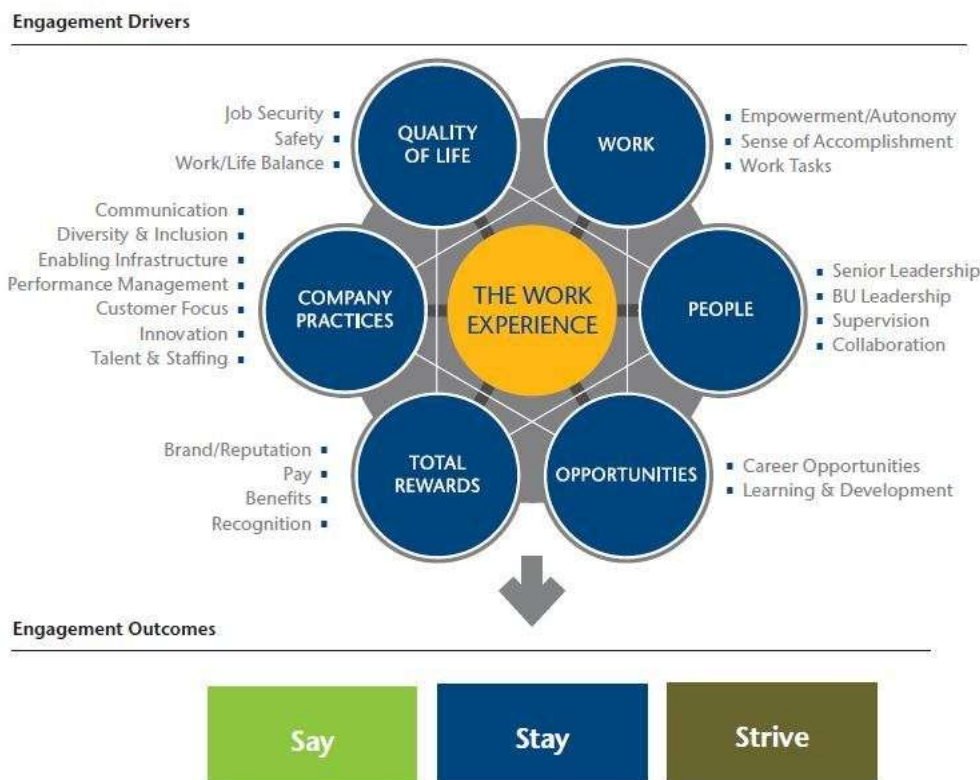 Engagement Drivers
Job Security
Safety
Work/Life Balance
QUALITY
OF LIFE
WORK
Empowerment/Autonomy
Sense of Accomplishment
Work Tasks
Communication
Diversity & Inclusion
Enabling Infrastructure
Performance Management
Customer Focus
Innovation
Talent & Staffing
COMPANY
PRACTICES
THE WORK
EXPERIENCE
PEOPLE
Senior Leadership
BU Leadership
Supervision
Collaboration
Brand/Reputation
Pay
Benefits
Recognition
TOTAL
REWARDS
OPPORTUNITIES
Career Opportunities
Learning & Development
Engagement Outcomes
Say
Stay
Strive